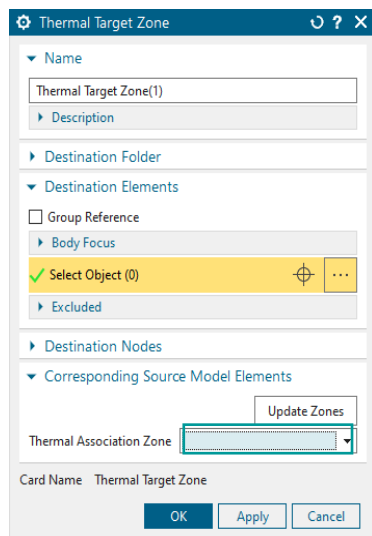 Thermal Target Zone
Name
Thermal Target Zone(1)
Description
Destination Folder
Destination Elements
Group Reference
Body Focus
Select Object (0)
Excluded
Destination Nodes
Corresponding Source Model Elements
Update Zones
Thermal Association Zone
Card Name Thermal Target Zone
OK Apply Cancel